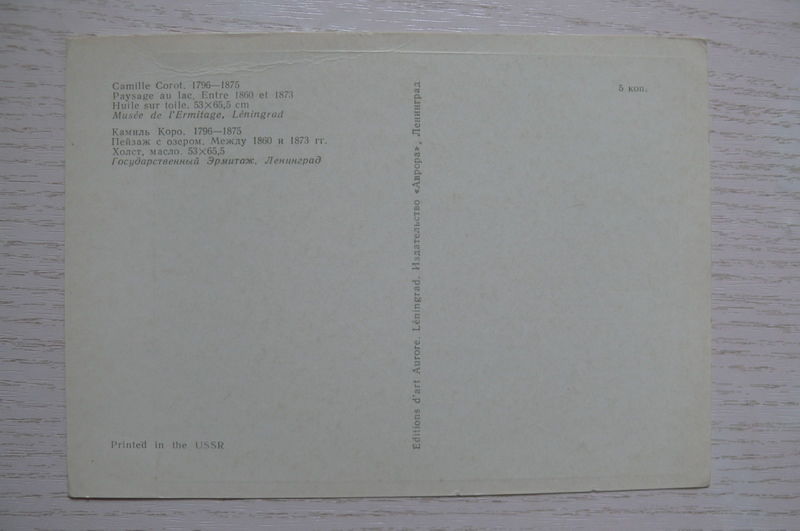 Camille Corot. 1796—1875
Paysage au lac. Entre 1860 et 1873
Huile sur toile. 53×65,5 cm
Musée de l'Ermitage, Léningrad
Камиль Коро. 1796—1875
Пейзаж с озером. Между 1860 и 1873 гг.
Холст, масло. 53×65,5
Государственный Эрмитаж, Ленинград
Printed in the USSR
Editions d'art Aurore. Léningrad. Издательство «Аврора», Ленинград
5 коп.